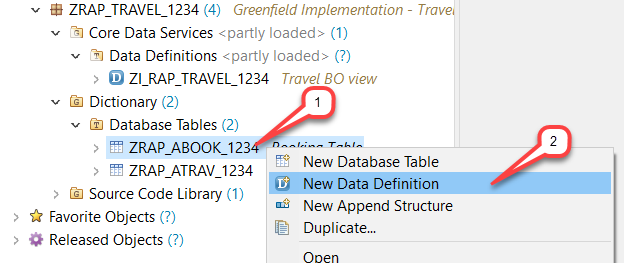 ZRAP_TRAVEL_1234 (4) Greenfield Implementation - Travel
Core Data Services <partly loaded> (1)
Data Definitions <partly loaded> (?)
ZI_RAP_TRAVEL_1234 Travel BO view
Dictionary (2)
Database Tables (2)
ZRAP_ABOOK_1234 Booking Table
ZRAP_ATRAV_1234
Source Code Library (1)
Favorite Objects (?)
Released Objects (?)
1
2
New Database Table
New Data Definition
New Append Structure
Duplicate...
Open